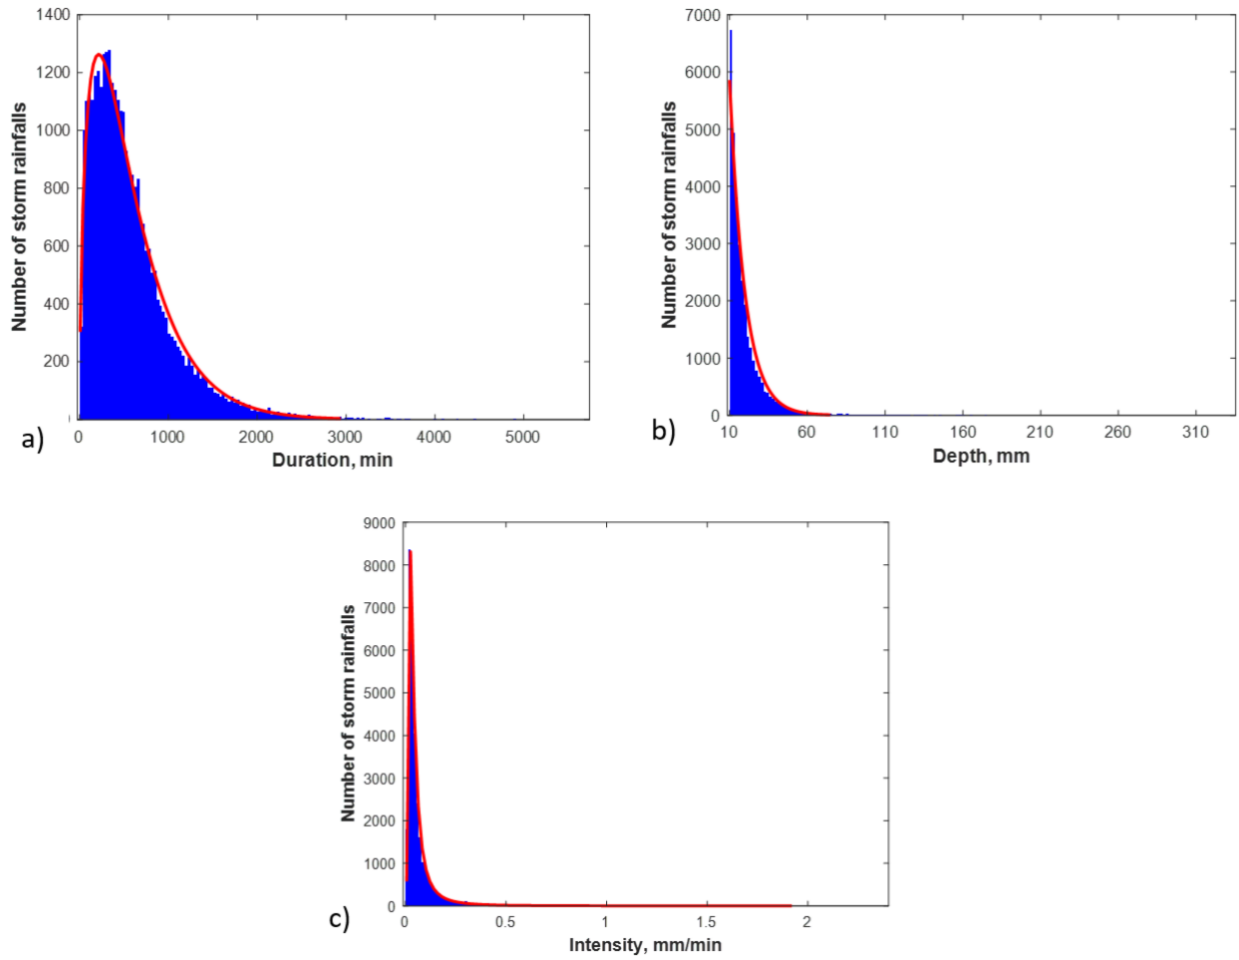 1400
1200
1000
800
600
400
200
0 1000 2000 3000 4000 5000
Number of storm rainfalls
Duration, min
a)
7000
6000
5000
4000
3000
2000
1000
0
10 60 110 160 210 260 310
Number of storm rainfalls
Depth, mm
b)
9000
8000
7000
6000
5000
4000
3000
2000
1000
0
0 0.5 1 1.5 2
Number of storm rainfalls
Intensity, mm/min
c)